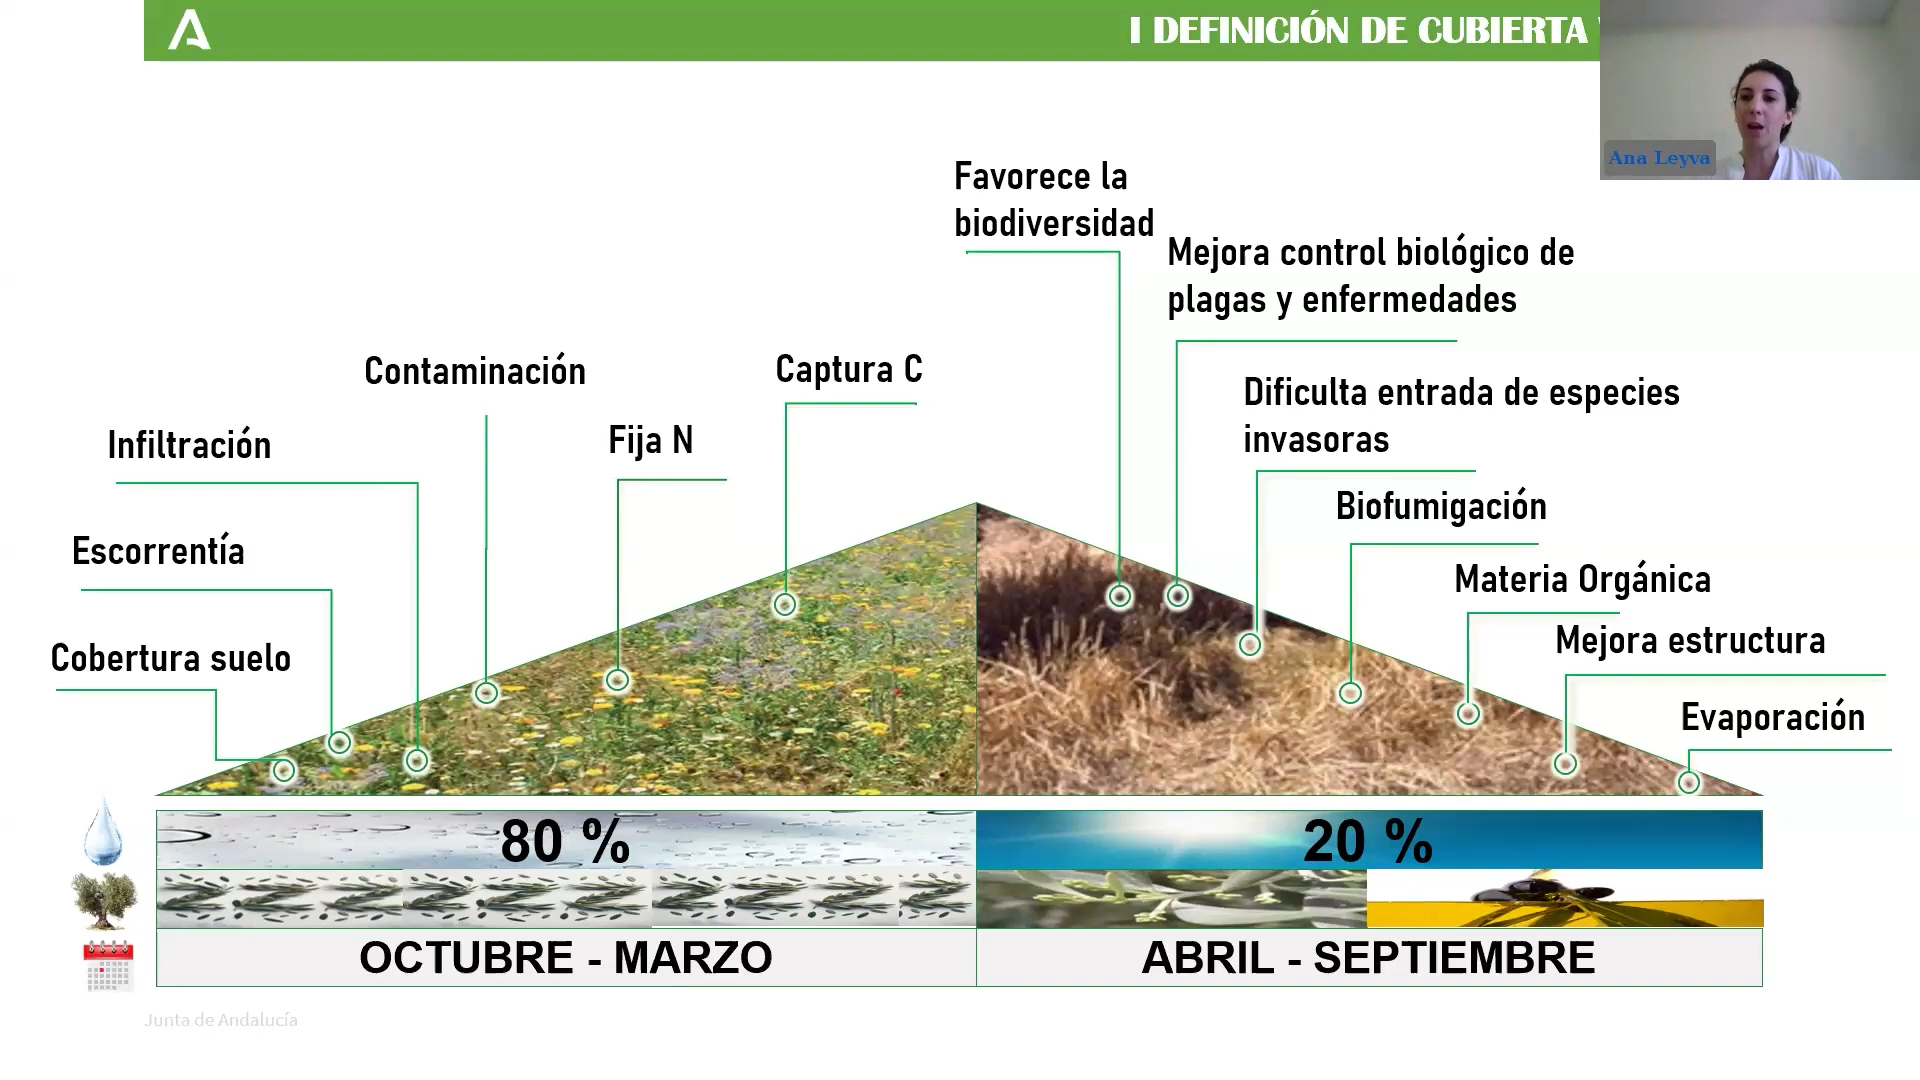 I DEFINICIÓN DE CUBIERTA
Ana Leyva
Favorece la
biodiversidad
Mejora control biológico de
plagas y enfermedades
Contaminación
Captura C
Dificulta entrada de especies
invasoras
Infiltración
Fija N
Biofumigación
Escorrentía
Materia Orgánica
Cobertura suelo
Mejora estructura
Evaporación
80 %
20 %
OCTUBRE - MARZO
ABRIL - SEPTIEMBRE
Junta de Andalucía